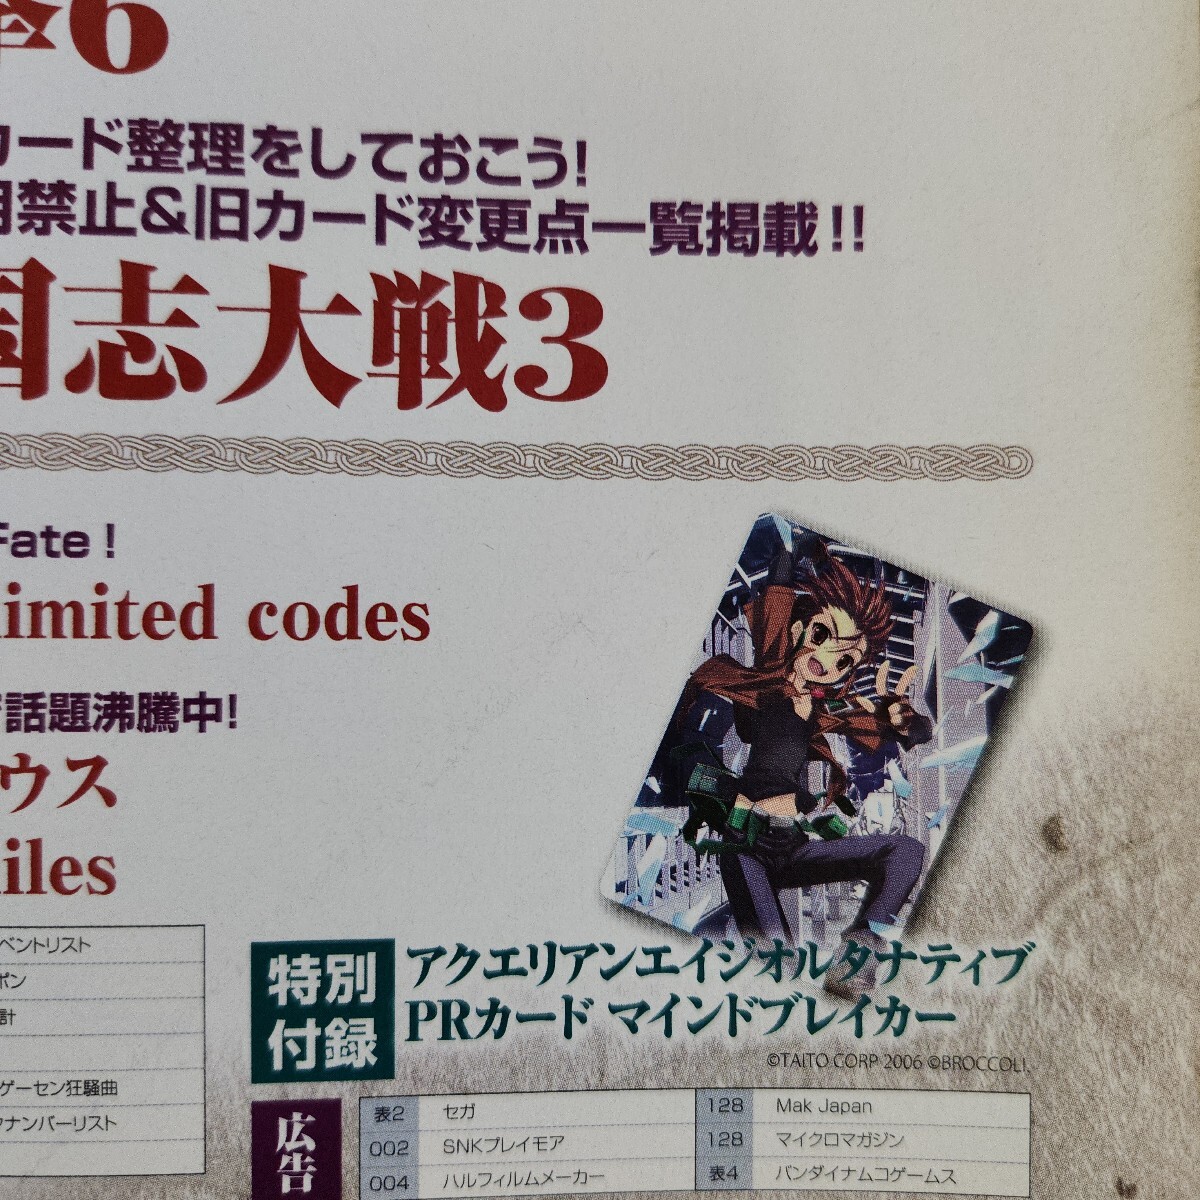 拳6
カード整理をしておこう!
用禁止&旧カード変更点一覧掲載!!
国志大戦3
Fate!
limited codes
話題沸騰中!
ウス
iles
ベントリスト
ポン
計
ゲーセン狂騒曲
クナンバーリスト
特別付録
アクエリアンエイジオルタナティブ
PRカード マインドブレイカー
©TAITO CORP 2006 ©BROCCOLI.
広告
表2 セガ
002 SNKプレイモア
004 ハルフィルムメーカー
128 Mak Japan
128 マイクロマガジン
表4 バンダイナムコゲームス